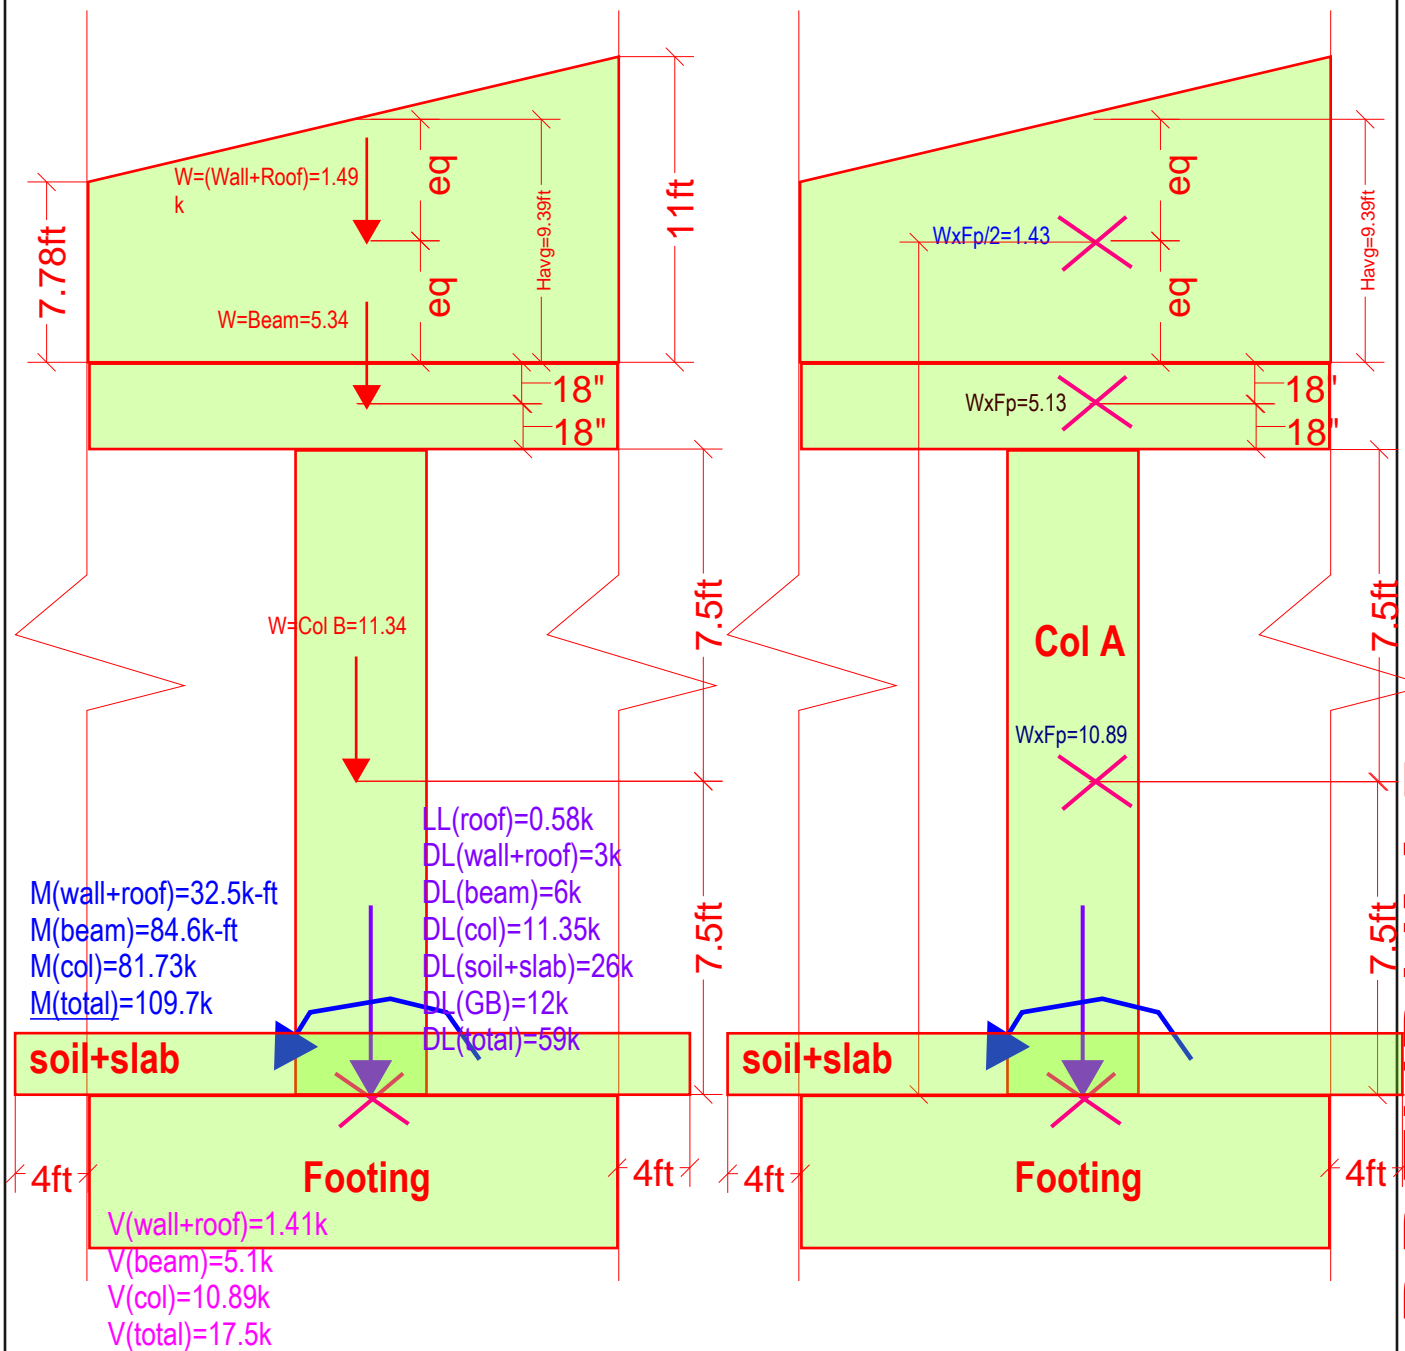 W=(Wall+Roof)=1.49
k
eq
eq
Havg=9.39ft
11ft
7.78ft
W=Beam=5.34
18"
18"
7.5ft
W=Col B=11.34
LL(roof)=0.58k
DL(wall+roof)=3k
DL(beam)=6k
DL(col)=11.35k
DL(soil+slab)=26k
DL(GB)=12k
DL(total)=59k
M(wall+roof)=32.5k-ft
M(beam)=84.6k-ft
M(col)=81.73k
M(total)=109.7k
7.5ft
soil+slab
4ft
Footing
4ft
V(wall+roof)=1.41k
V(beam)=5.1k
V(col)=10.89k
V(total)=17.5k
eq
WxFp/2=1.43
eq
Havg=9.39ft
WxFp=5.13
18'
18"
7.5ft
Col A
WxFp=10.89
7.5ft
soil+slab
4ft
Footing
4ft